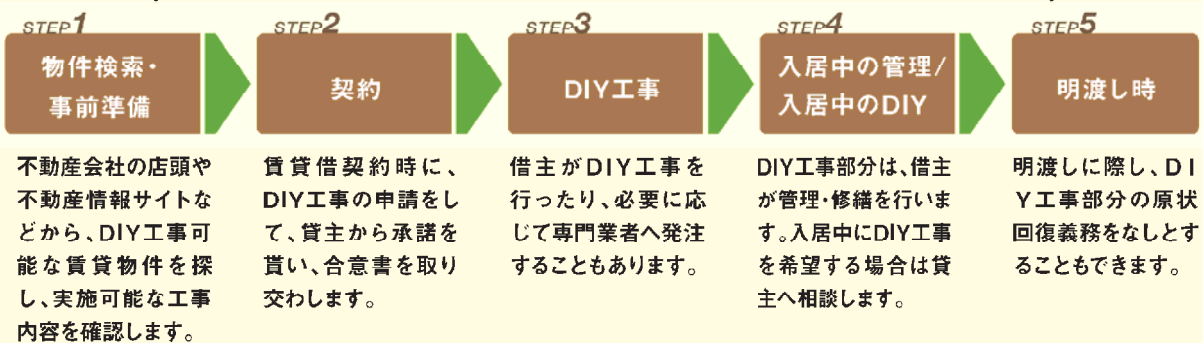 STEP1
物件検索・
事前準備
不動産会社の店頭や
不動産情報サイトな
どから、DIY工事可
能な賃貸物件を探
し、実施可能な工事
内容を確認します。
STEP2
契約
賃貸借契約時に、
DIY工事の申請をし
て、貸主から承諾を
貰い、合意書を取り
交わします。
STEP3
DIY工事
借主がDIY工事を
行ったり、必要に応
じて専門業者へ発注
することもあります。
STEP4
入居中の管理/
入居中のDIY
DIY工事部分は、借主
が管理・修繕を行いま
す。入居中にDIY工事
を希望する場合は貸
主へ相談します。
STEP5
明渡し時
明渡しに際し、DI
Y工事部分の原状
回復義務をなしとす
ることもできます。